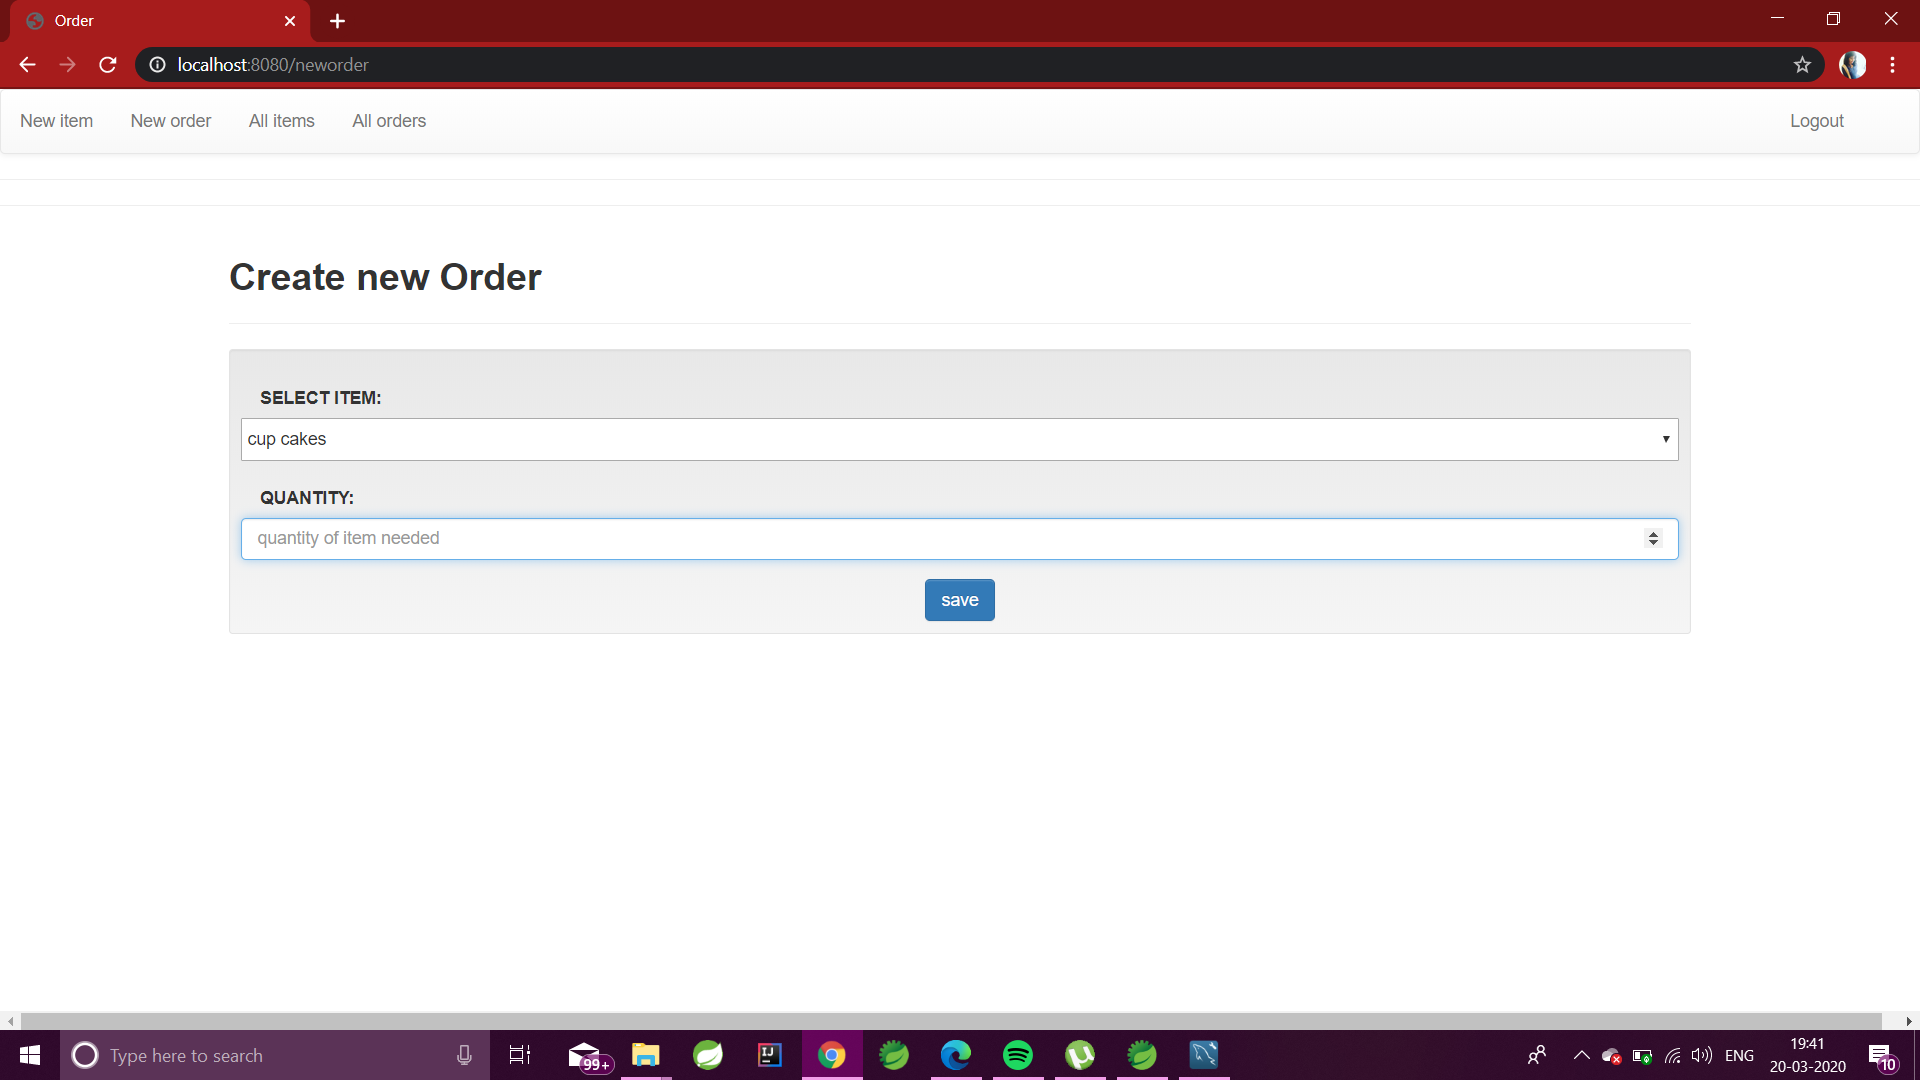 Order
localhost:8080/neworder
New item New order All items All orders Logout
Create new Order
SELECT ITEM:
cup cakes
QUANTITY:
quantity of item needed
save
Type here to search
99+
IJ
ENG
19:41
20-03-2020
10